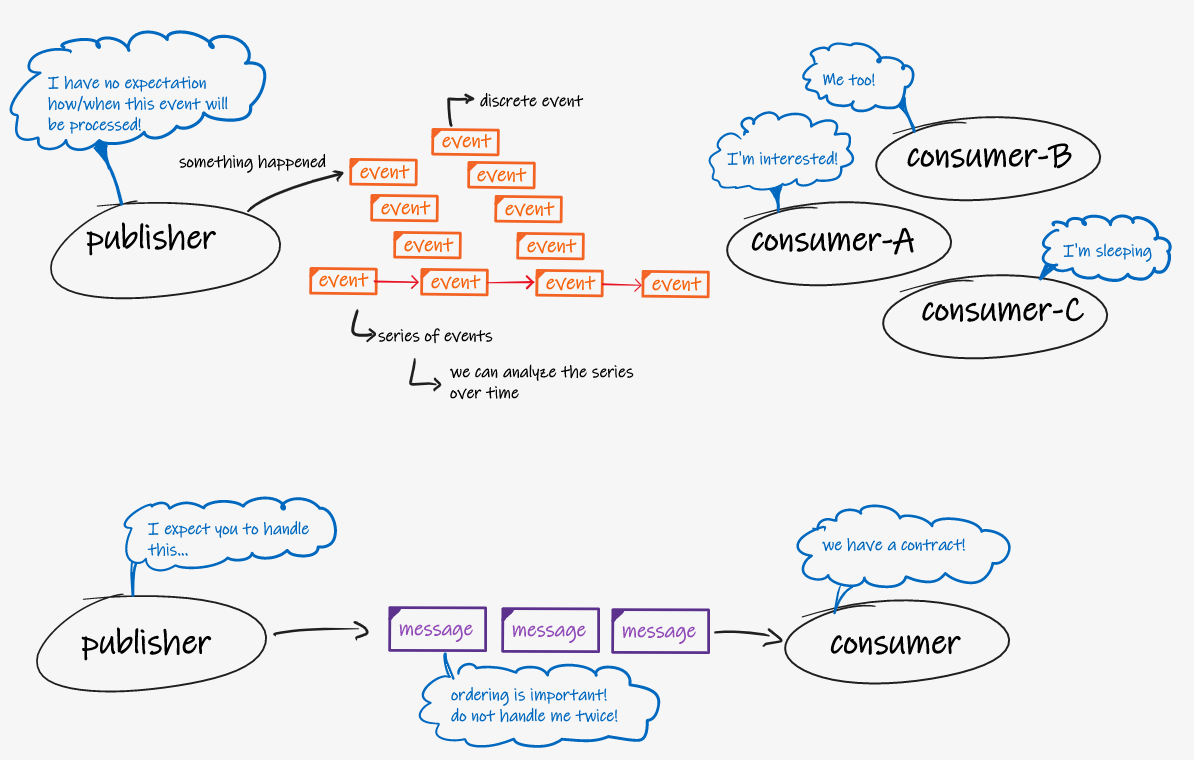 I have no expectation
how/when this event will
be processed!
something happened
publisher
discrete event
event
event
event
event
event
event
event
event
event
event
event
series of events
we can analyze the series
over time
Me too!
consumer-B
I'm interested!
consumer-A
I'm sleeping
consumer-C
I expect you to handle
this...
publisher
message
message
message
ordering is important!
do not handle me twice!
we have a contract!
consumer